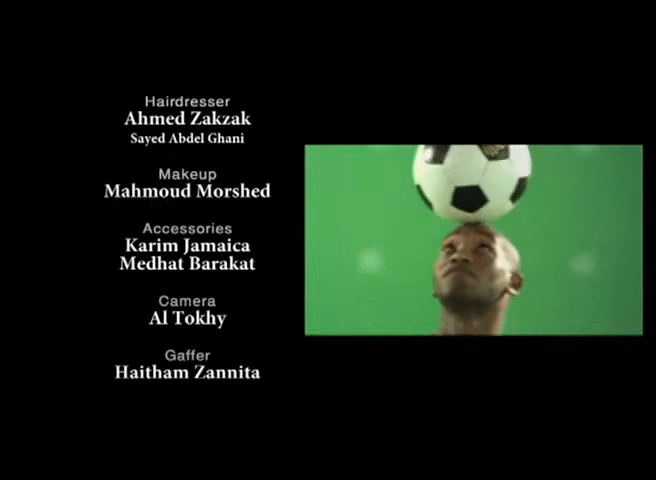 Hairdresser
Ahmed Zakzak
Sayed Abdel Ghani
Makeup
Mahmoud Morshed
Accessories
Karim Jamaica
Medhat Barakat
Camera
Al Tokhy
Gaffer
Haitham Zannita